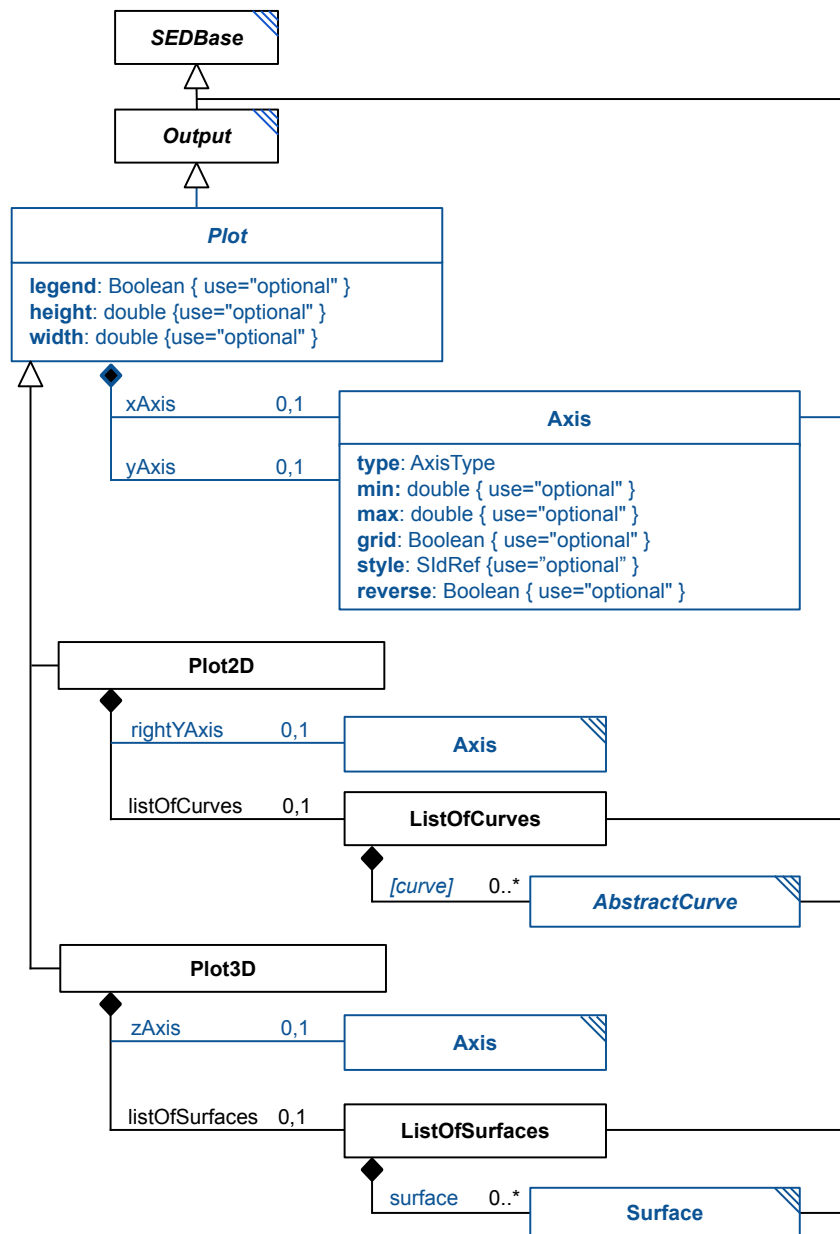 SEDBase
Output
Plot
legend: Boolean { use="optional" }
height: double {use="optional" }
width: double {use="optional" }
xAxis 0,1
Axis
yAxis 0,1
type: AxisType
min: double { use="optional" }
max: double { use="optional" }
grid: Boolean { use="optional" }
style: SIdRef {use=”optional” }
reverse: Boolean { use="optional" }
Plot2D
rightYAxis 0,1
Axis
listOfCurves 0,1
ListOfCurves
[curve] 0..*
AbstractCurve
Plot3D
zAxis 0,1
Axis
listOfSurfaces 0,1
ListOfSurfaces
surface 0..*
Surface